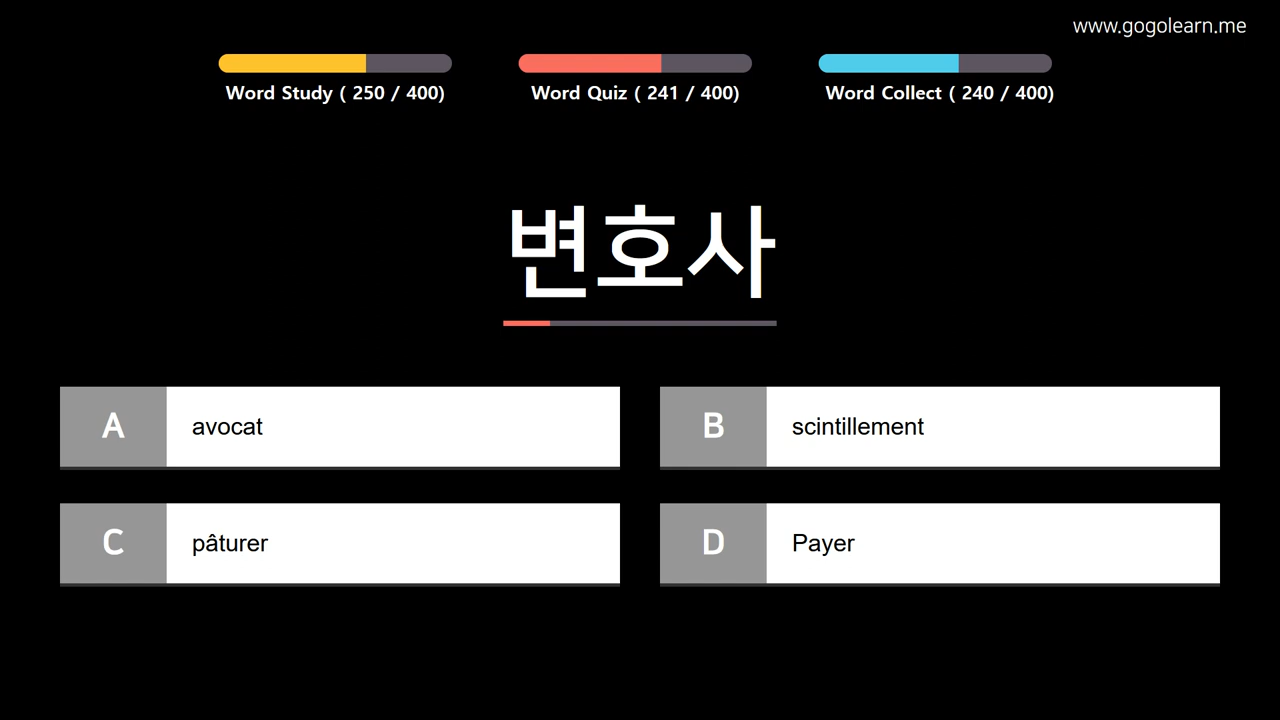 www.gogolearn.me
Word Study ( 250 / 400)
Word Quiz ( 241 / 400)
Word Collect ( 240 / 400)
변호사
A avocat
B scintillement
C pâturer
D Payer